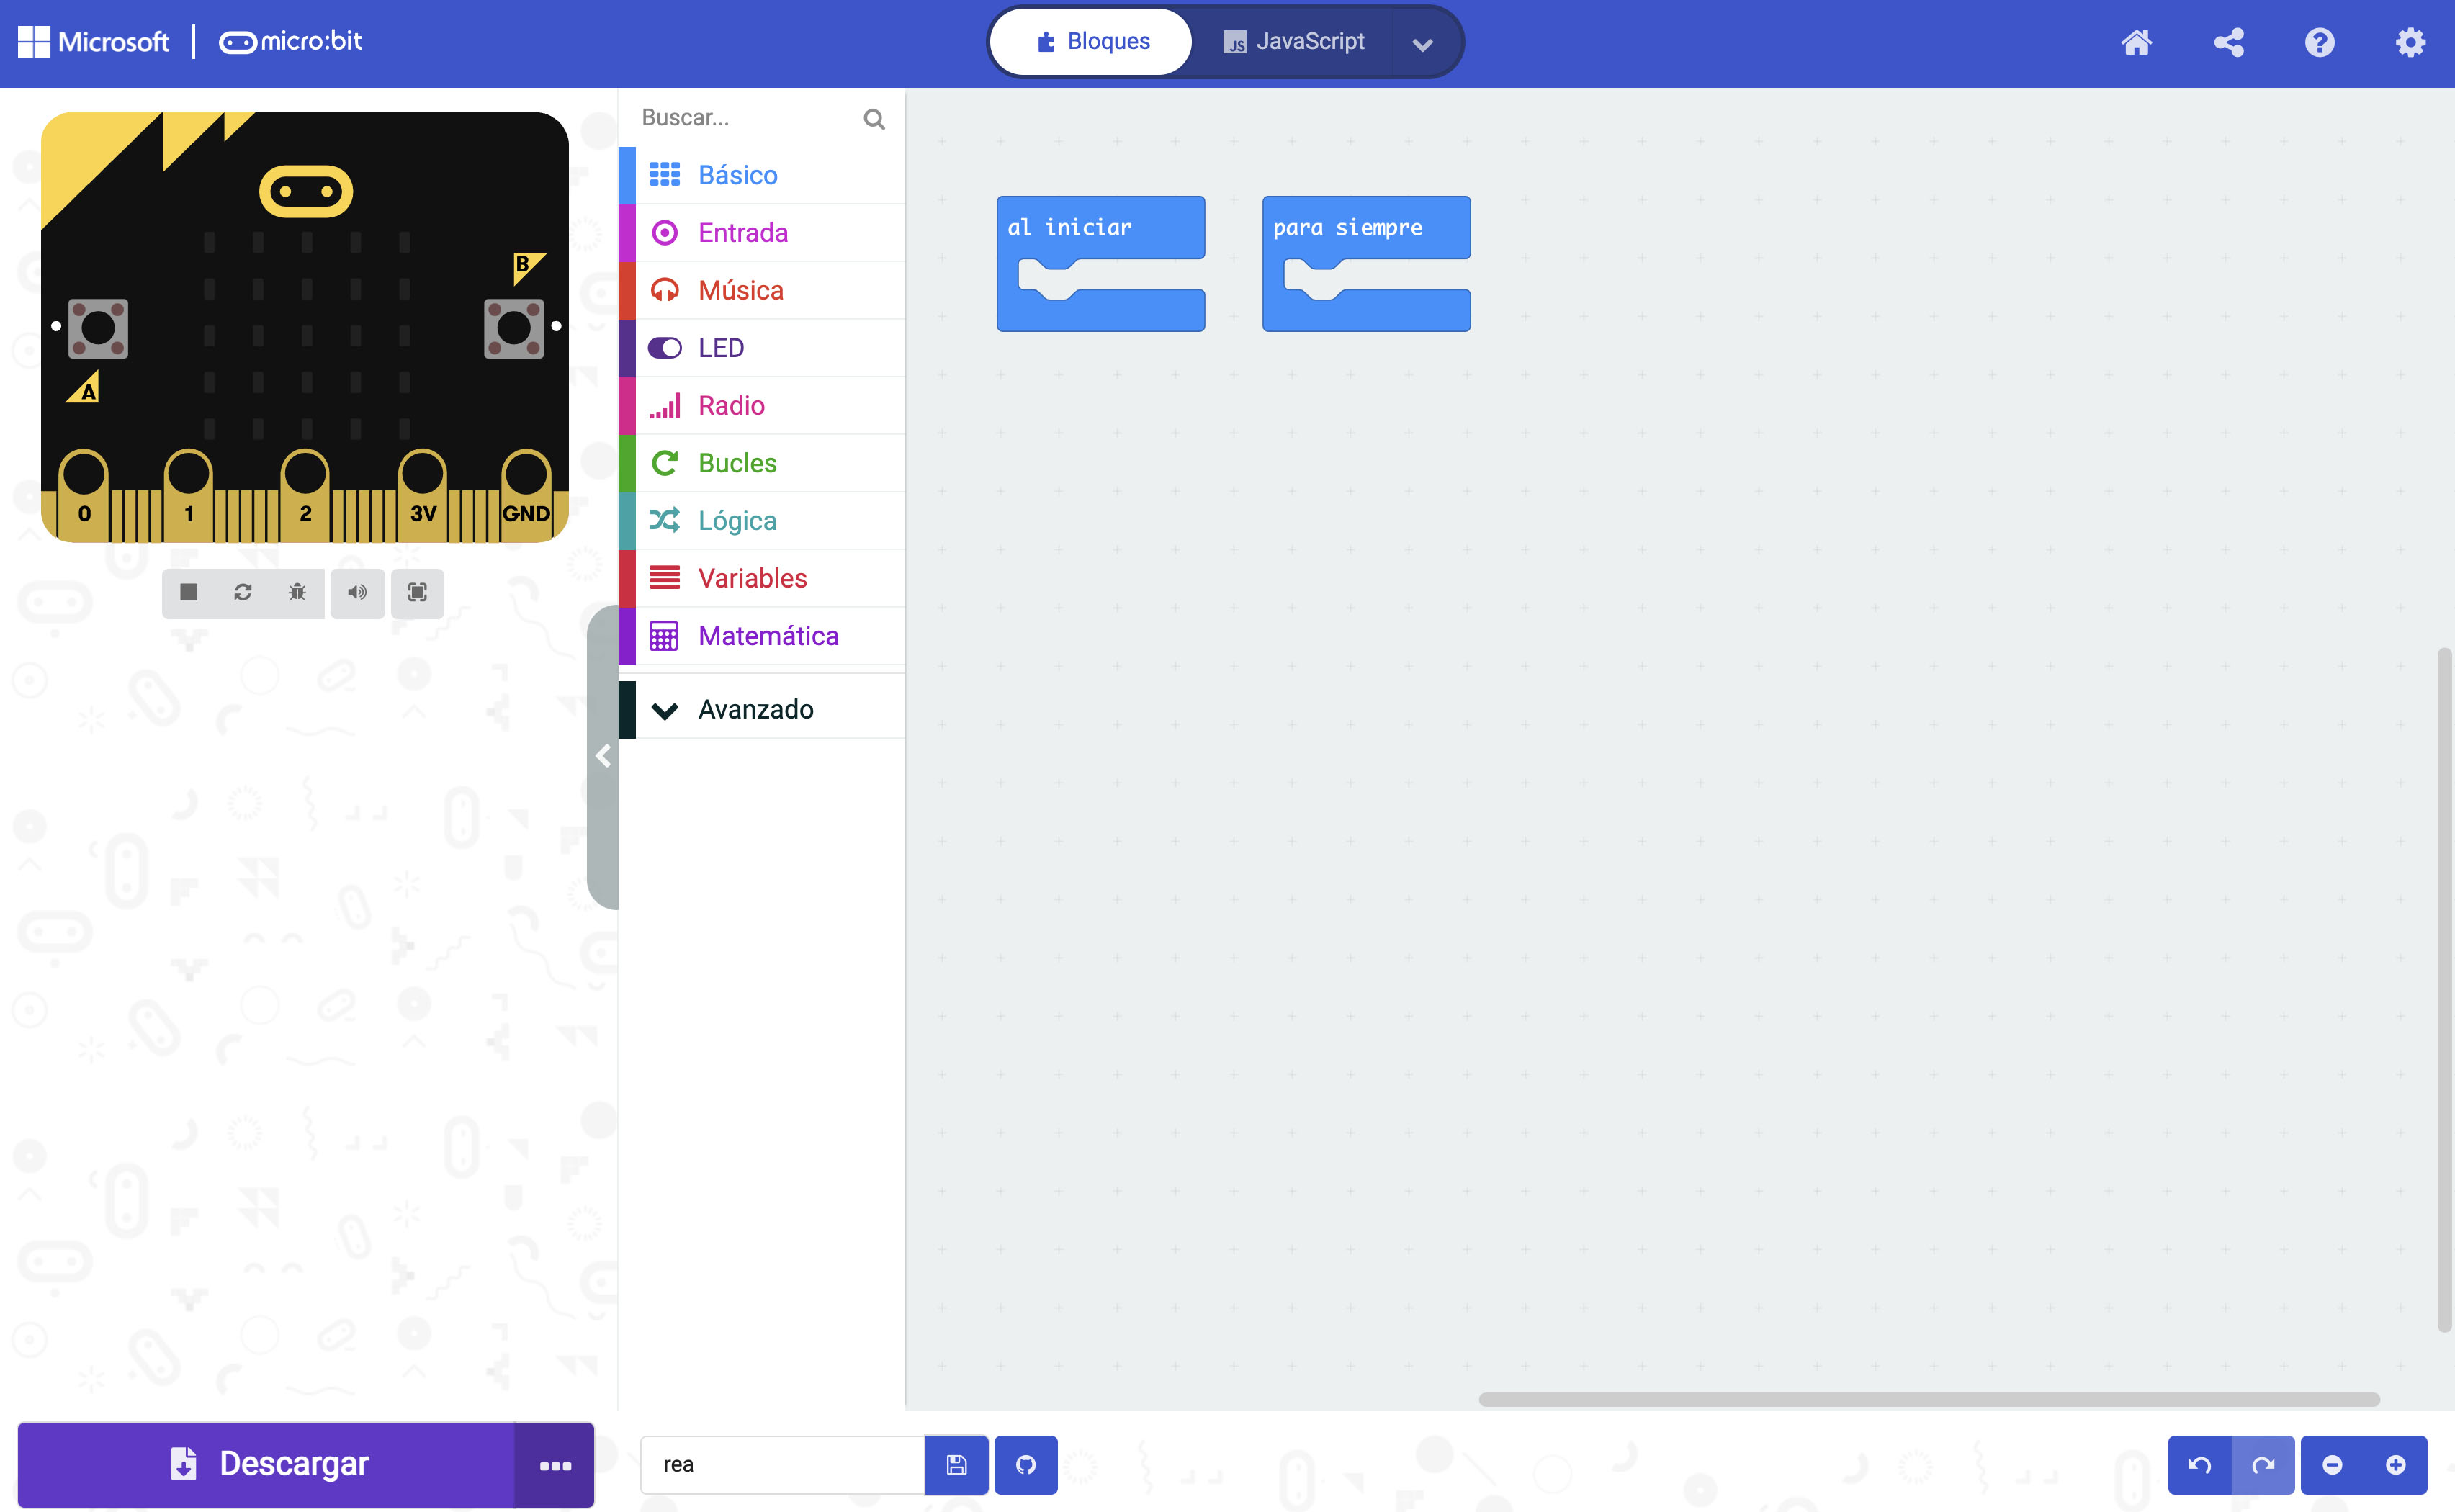 Microsoft | micro:bit
Bloques
JS JavaScript
Buscar...
Básico
Entrada
Música
LED
Radio
Bucles
Lógica
Variables
Matemática
Avanzado
B
A
0 1 2 3V GND
al iniciar
para siempre
Descargar
rea